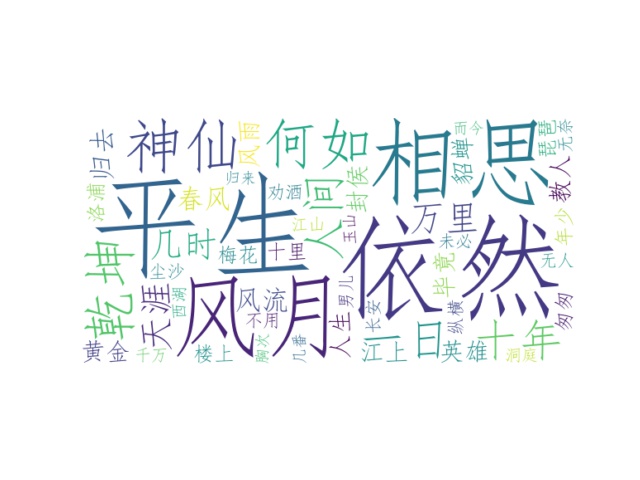 归去
神仙
风雨
何如
相思
貂蝉
而今
琵琶
无奈
洛浦
平生
春风
归来
劝酒
人间
封侯
教人
乾坤
几时
梅花
十里
江山
玉山
万里
依然
未必
年少
尘沙
天涯
西湖
风月
风流
不用
男儿
人生
长安
毕竟
纵横
无人
匆匆
黄金
千万
楼上
胸次
几番
江上
一日
英雄
十年
洞庭